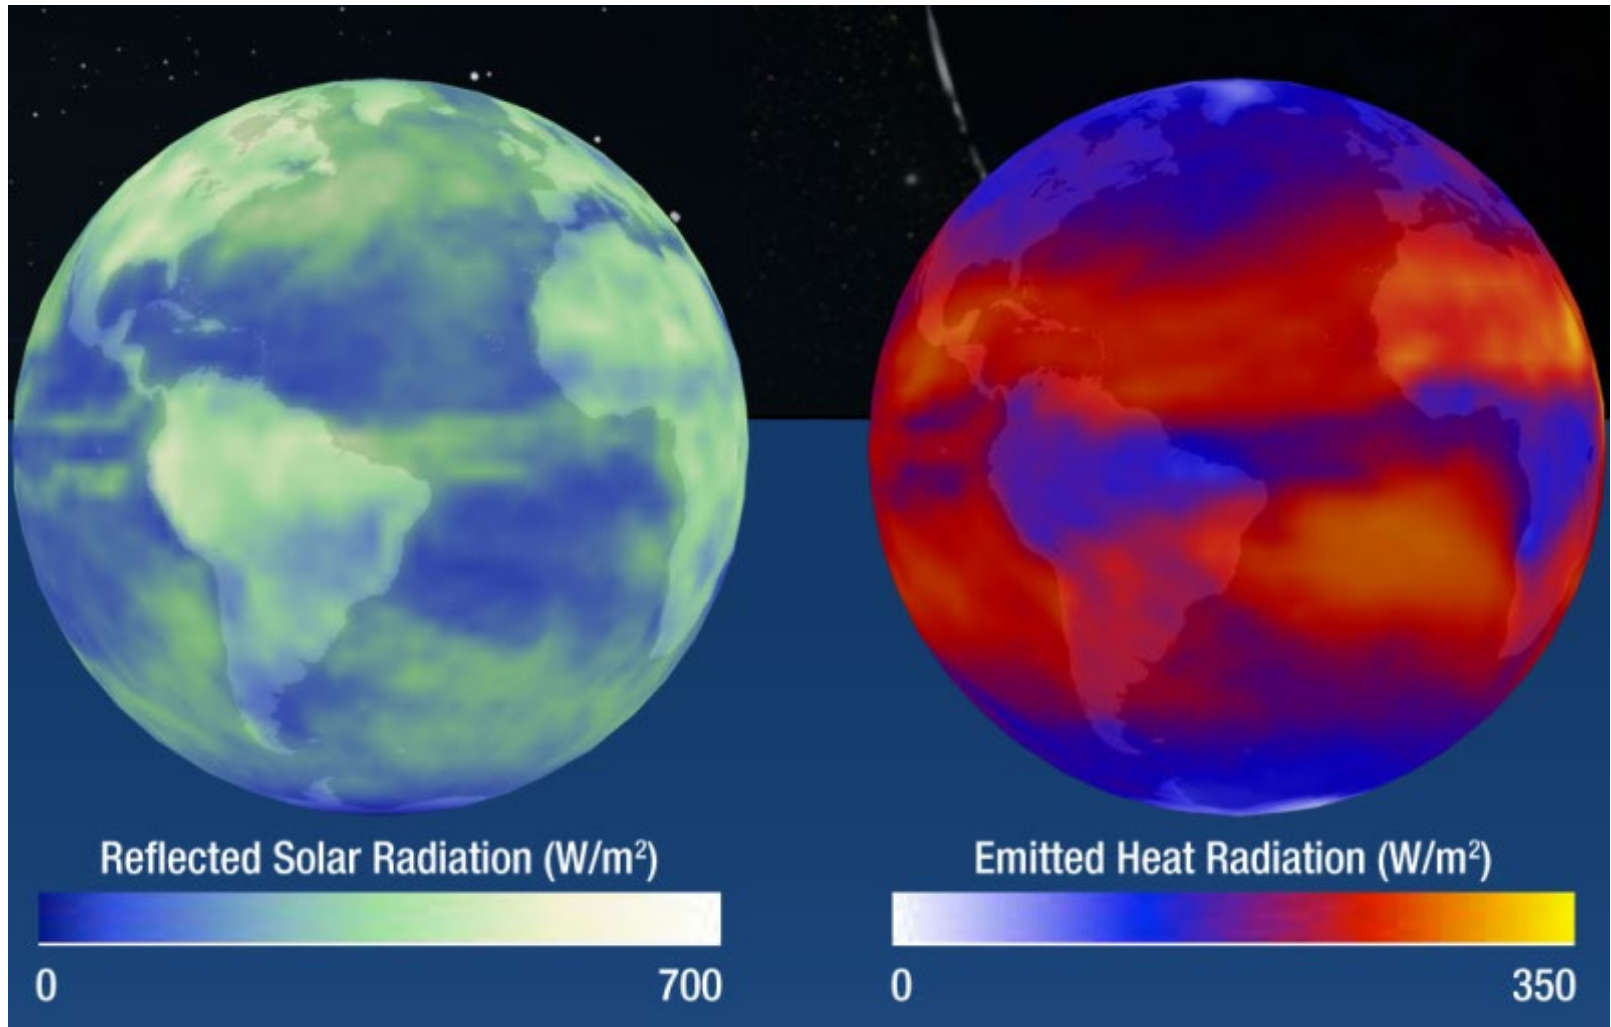 Reflected Solar Radiation (W/m²)
0 700
Emitted Heat Radiation (W/m²)
0 350